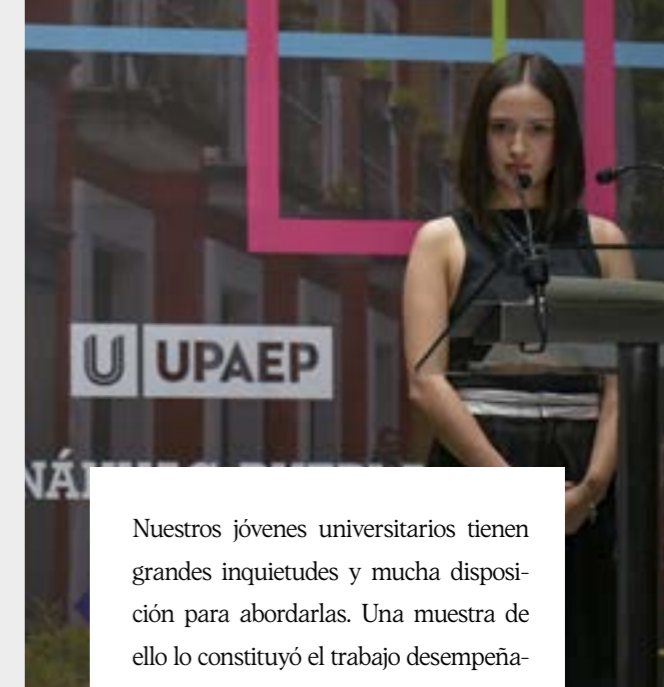 U UPAEP
Nuestros jóvenes universitarios tienen
grandes inquietudes y mucha disposi-
ción para abordarlas. Una muestra de
ello lo constituyó el trabajo desempeña-